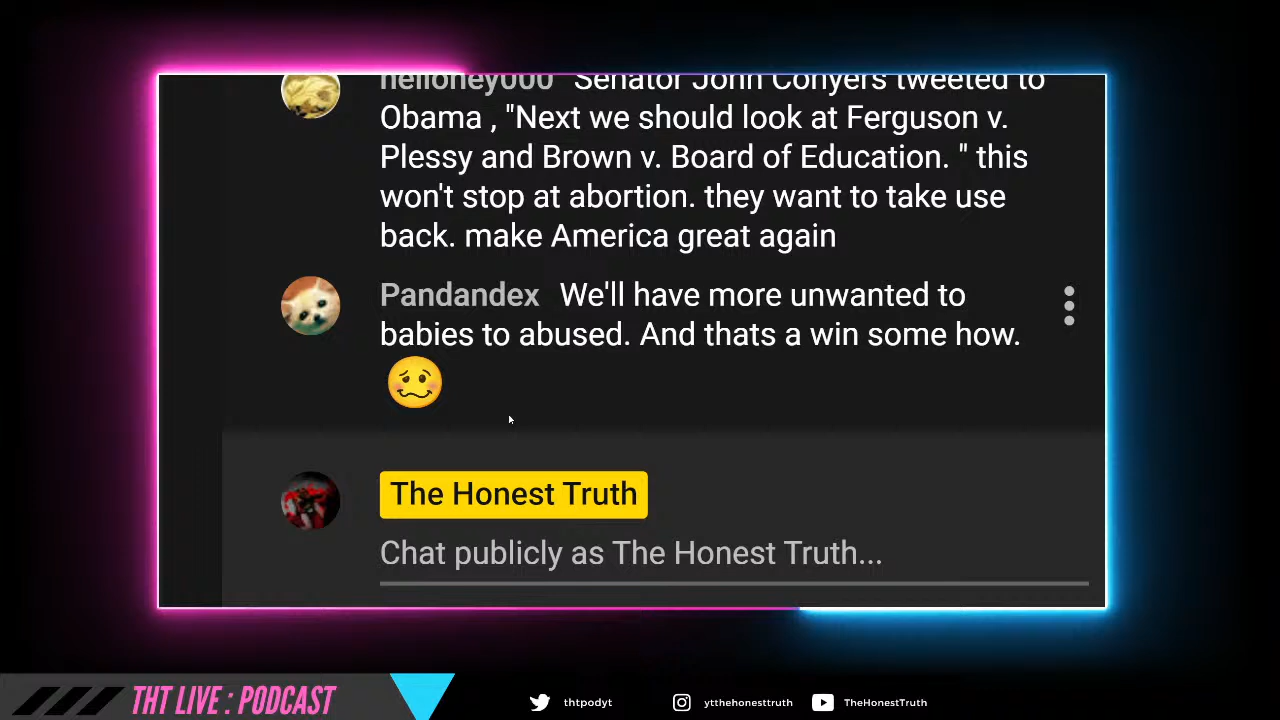 helloney000 Senator John Conyers tweeted to
Obama , "Next we should look at Ferguson v.
Plessy and Brown v. Board of Education. " this
won't stop at abortion. they want to take use
back. make America great again
Pandandex We'll have more unwanted to
babies to abused. And thats a win some how.
The Honest Truth
Chat publicly as The Honest Truth...
THT LIVE : PODCAST
thtpodyt
ytthehonesttruth
TheHonestTruth